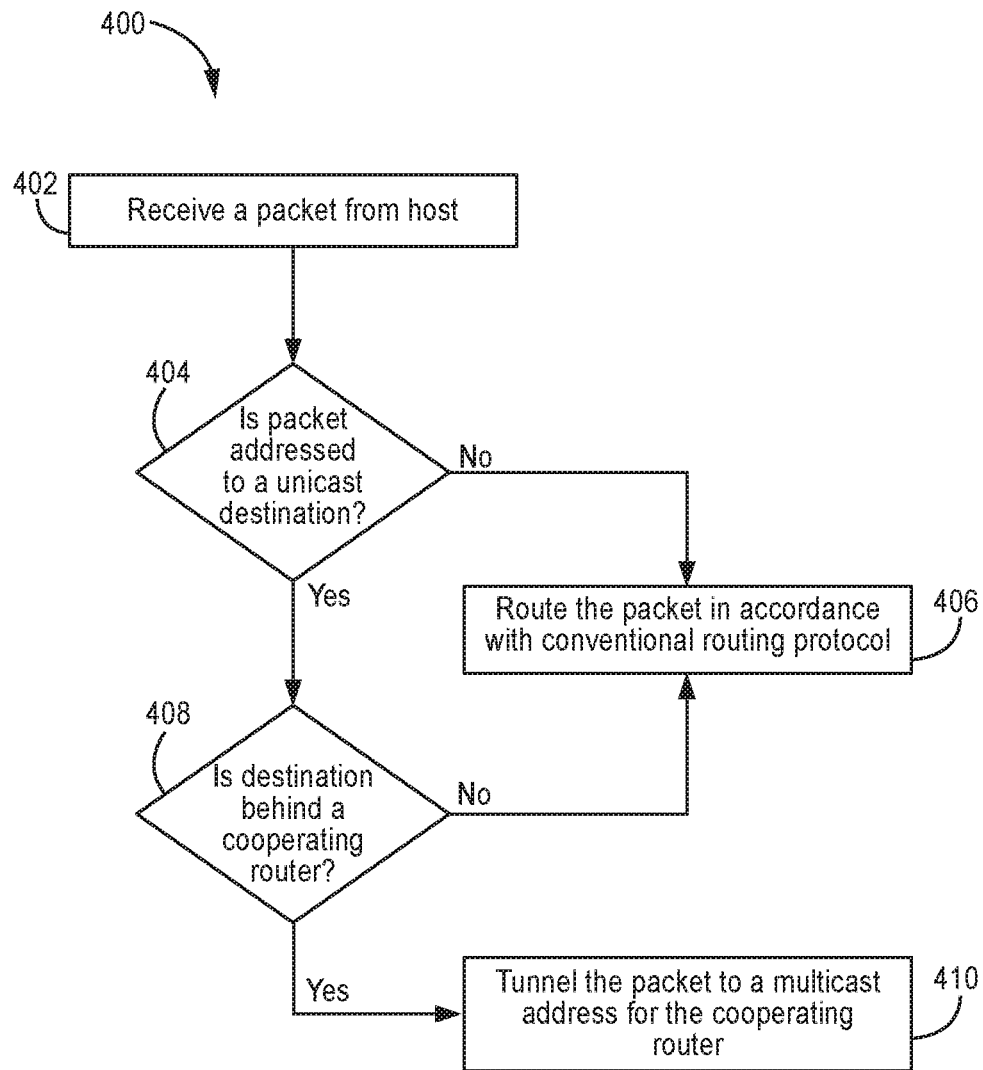 400
402
Receive a packet from host
404
Is packet
addressed
to a unicast
destination?
No
Yes
Route the packet in accordance
with conventional routing protocol
406
408
Is destination
behind a
cooperating
router?
No
Yes
Tunnel the packet to a multicast
address for the cooperating
router
410